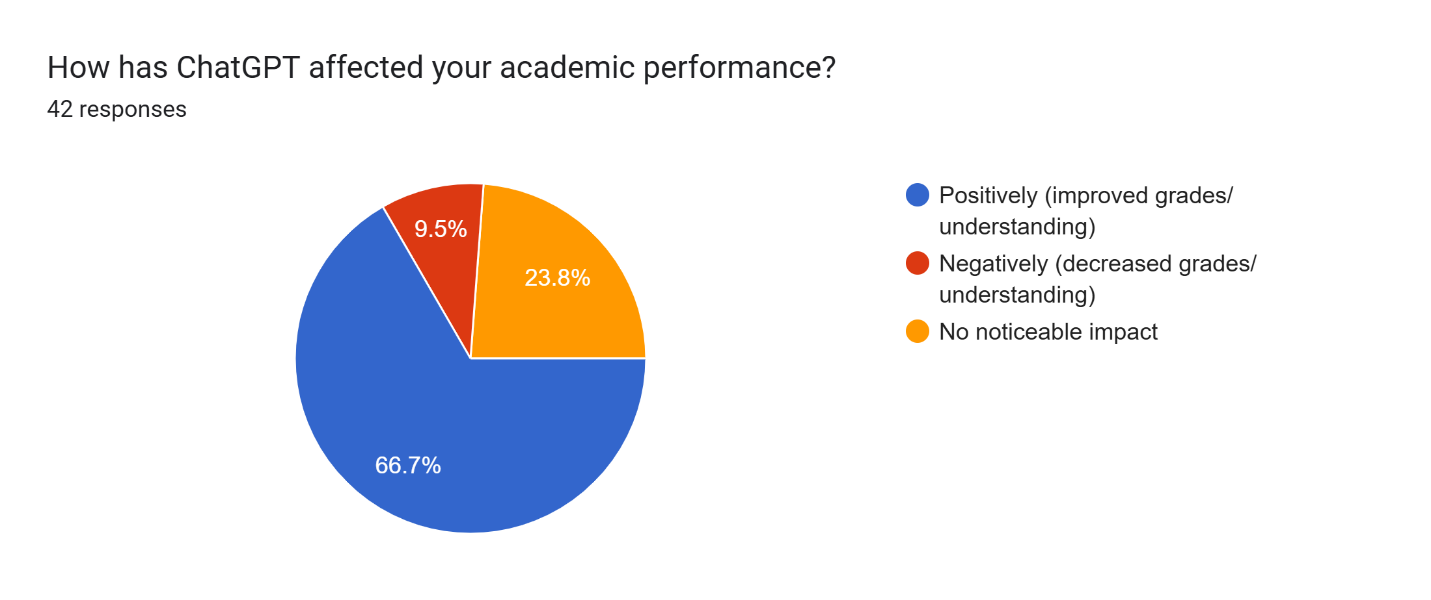 How has ChatGPT affected your academic performance?
42 responses
9.5%
23.8%
66.7%
Positively (improved grades/
understanding)
Negatively (decreased grades/
understanding)
No noticeable impact